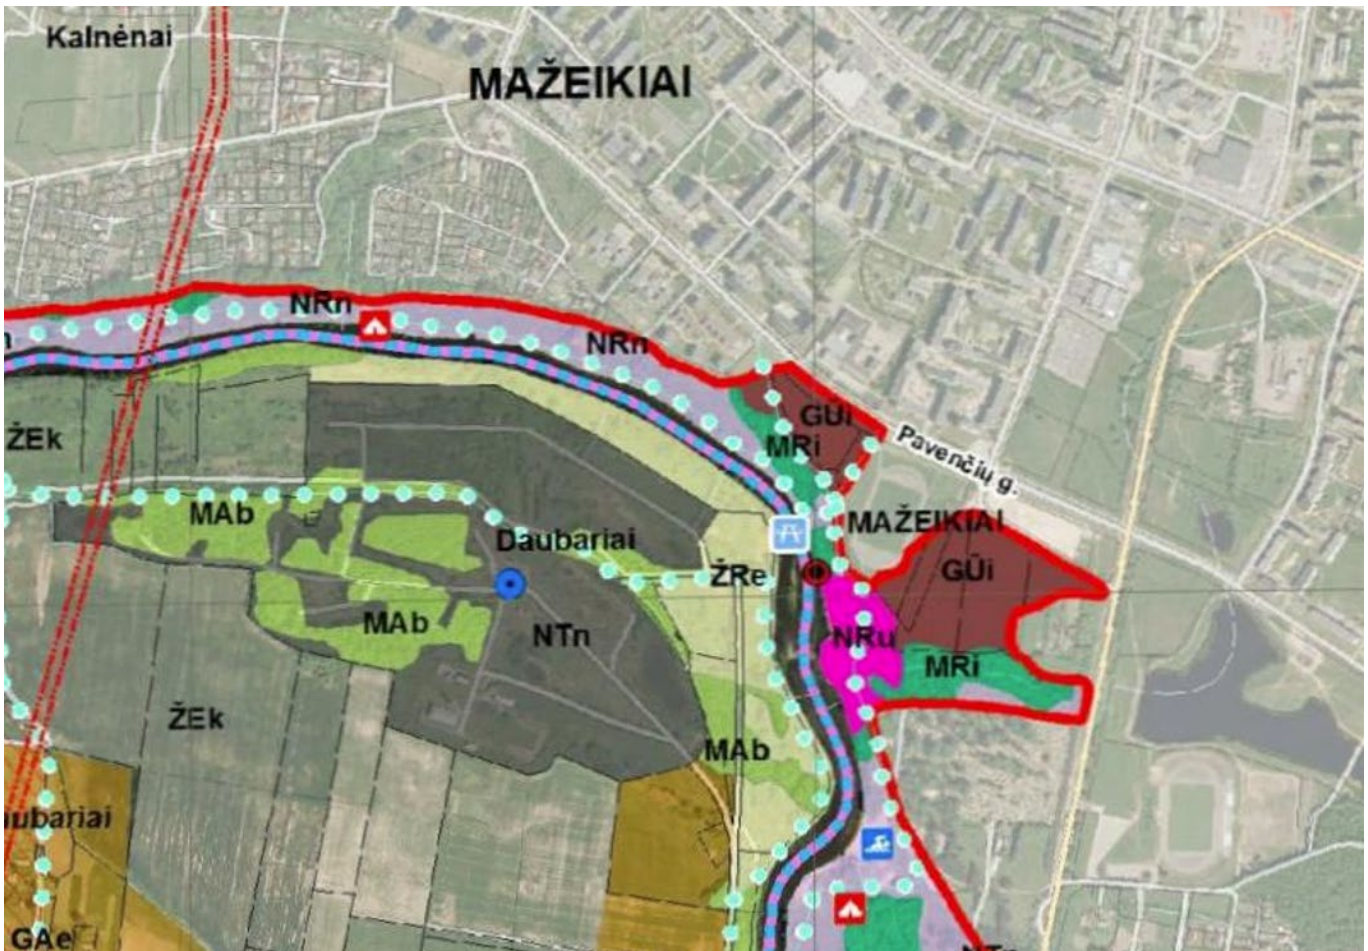 Kalnėnai
MAŽEIKIAI
NRn
NRn
GŪi
MRi
Pavenčių g.
ŽEk
MAb
MAŽEIKIAI
Daubariai
ŽRe
GŪi
MAb
NTn
NRu
MRi
ŽEk
MAb
GAe